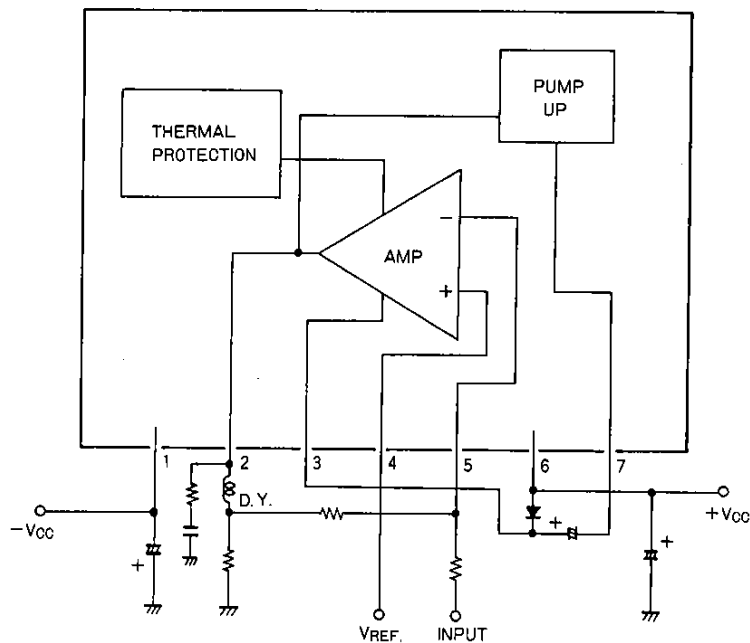 PUMP
UP
THERMAL
PROTECTION
−
AMP
+
1 2 3 4 5 6 7
D.Y.
−VCC
+
+
+
+VCC
VREF.
INPUT